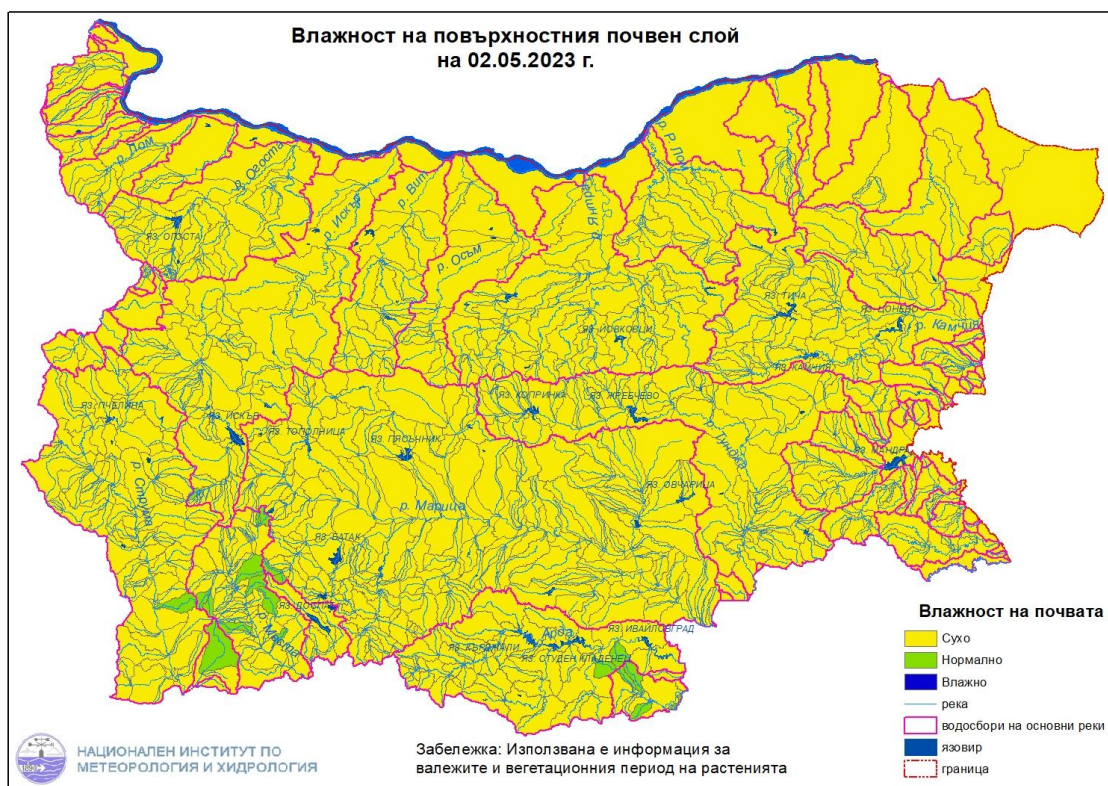 Влажност на повърхностния почвен слой
на 02.05.2023 г.
р. Лом
р. Огоста
р. Искър
р. Вит
р. Осъм
р. Янтра
р. Р. Лом
ЯЗ. ОГОСТА
ЯЗ. ТИЧА
ЯЗ. ЦОНЕВО
р. Камчия
ЯЗ. ЙОВКОВЦИ
ЯЗ. КАМЧИЯ
ЯЗ. ПЧЕЛИНА
ЯЗ. ИСКЪР
ЯЗ. ТОПОЛНИЦА
ЯЗ. ПЯСЪЧНИК
ЯЗ. КОПРИНКА
ЯЗ. ЖРЕБЧЕВО
р. Тунджа
ЯЗ. МАНДРА
р. Струма
р. Марица
ЯЗ. ОВЧАРИЦА
ЯЗ. БАТАК
ЯЗ. ДОСПАТ
р. Места
Арда
ЯЗ. ИВАЙЛОВГРАД
ЯЗ. КЪРДЖАЛИ
ЯЗ. СТУДЕН КЛАДЕНЕЦ
Влажност на почвата
Сухо
Нормално
Влажно
река
водосбори на основни реки
язовир
граница
1890
НАЦИОНАЛЕН ИНСТИТУТ ПО
МЕТЕОРОЛОГИЯ И ХИДРОЛОГИЯ
Забележка: Използвана е информация за
валежите и вегетационния период на растенията